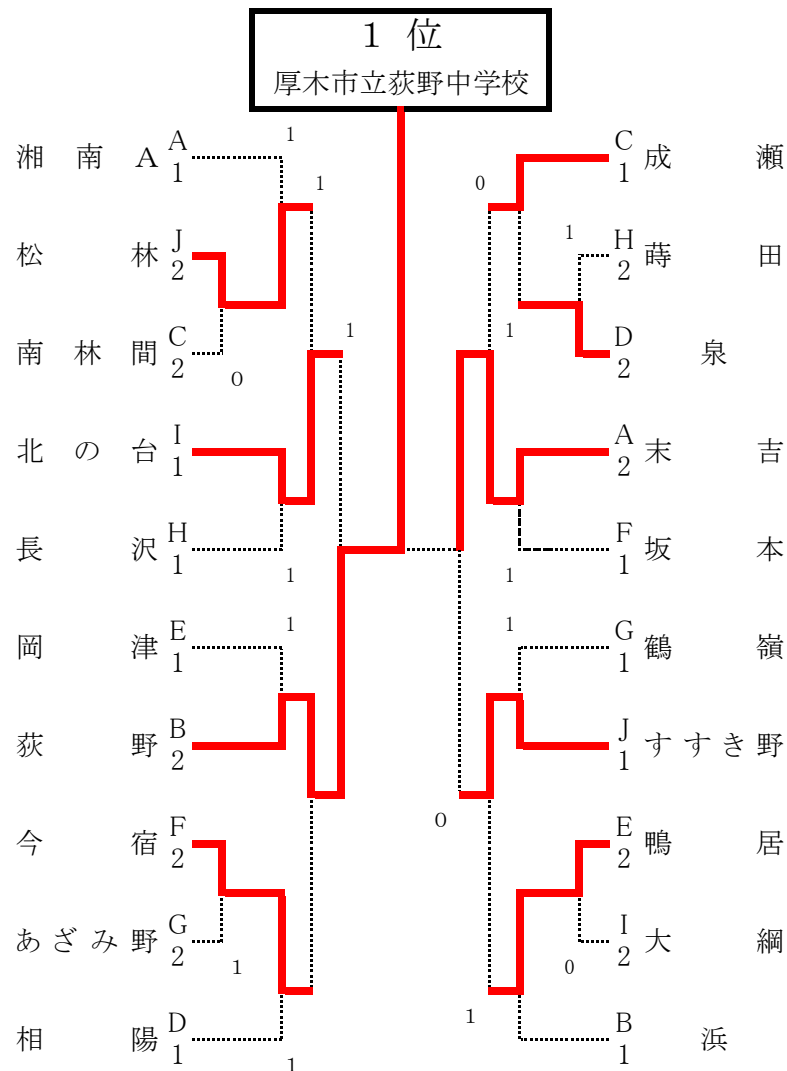 1 位
厚木市立荻野中学校
湘南A A 1
1
1
松林 J 2
南林間 C 2
0
1
北の台 I 1
長沢 H 1
1
岡津 E 1
1
荻野 B 2
今宿 F 2
あざみ野 G 2
1
相陽 D 1
1
C 1 成瀬
0
1
H 2 蒔田
1
D 2 泉
A 2 末吉
F 1 坂本
1
1
G 1 鶴嶺
J 1 すすき野
0
E 2 鴨居
I 2 大綱
0
1
B 1 浜